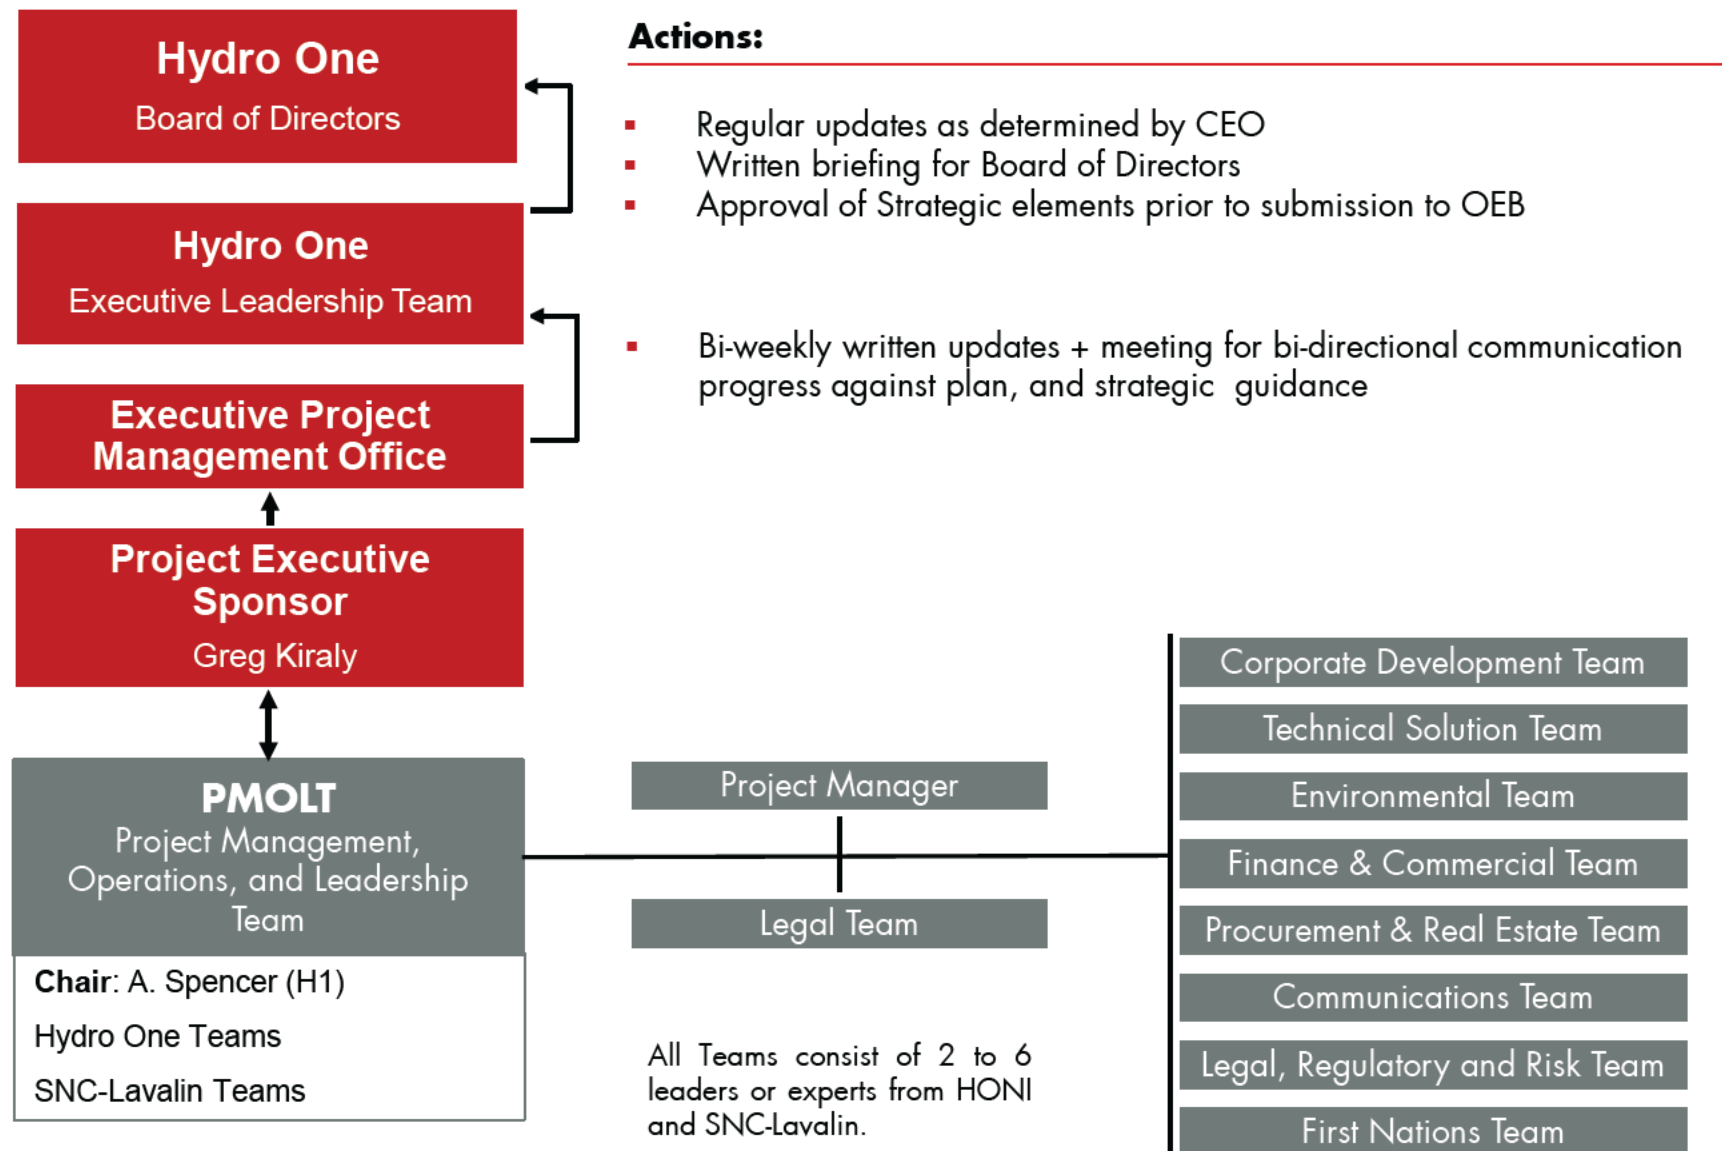 Hydro One
Board of Directors
Hydro One
Executive Leadership Team
Executive Project
Management Office
Project Executive
Sponsor
Greg Kiraly
PMOLT
Project Management,
Operations, and Leadership
Team
Chair: A. Spencer (H1)
Hydro One Teams
SNC-Lavalin Teams
Actions:
▪ Regular updates as determined by CEO
▪ Written briefing for Board of Directors
▪ Approval of Strategic elements prior to submission to OEB
▪ Bi-weekly written updates + meeting for bi-directional communication
progress against plan, and strategic guidance
Project Manager
Legal Team
All Teams consist of 2 to 6
leaders or experts from HONI
and SNC-Lavalin.
Corporate Development Team
Technical Solution Team
Environmental Team
Finance & Commercial Team
Procurement & Real Estate Team
Communications Team
Legal, Regulatory and Risk Team
First Nations Team